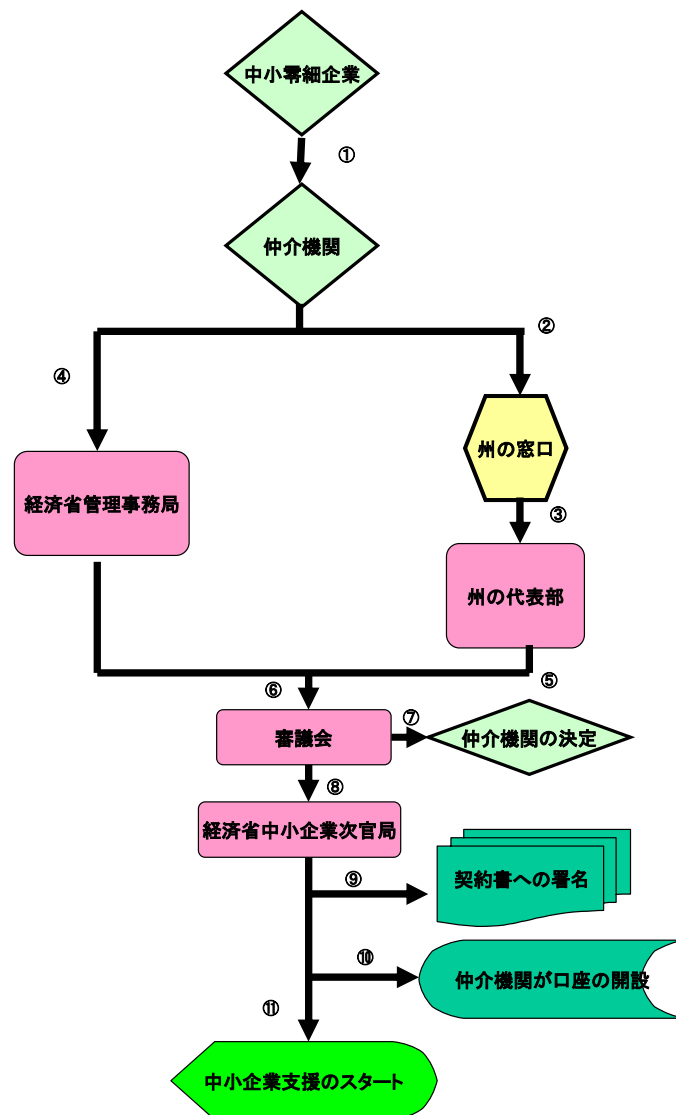 中小零細企業
①
仲介機関
②
④
州の窓口
経済省管理事務局
③
州の代表部
⑤
⑥
審議会
⑦
仲介機関の決定
⑧
経済省中小企業次官局
⑨
契約書への署名
⑩
仲介機関が口座の開設
⑪
中小企業支援のスタート